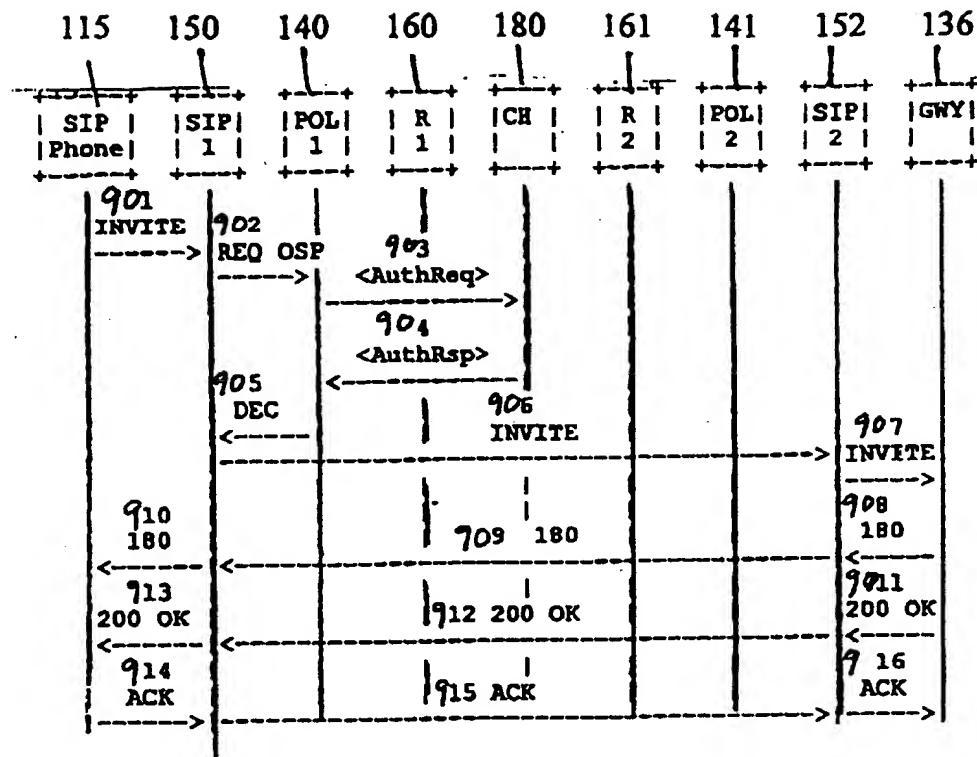 115 150 140 160 180 161 141 152 136
SIP Phone
SIP 1
POL 1
R 1
CH
R 2
POL 2
SIP 2
GWY
901
INVITE
902
REQ OSP
903
<AuthReq>
904
<AuthRsp>
905
DEC
906
INVITE
907
INVITE
908
180
909 180
910
180
9011
200 OK
912 200 OK
913
200 OK
914
ACK
915 ACK
916
ACK